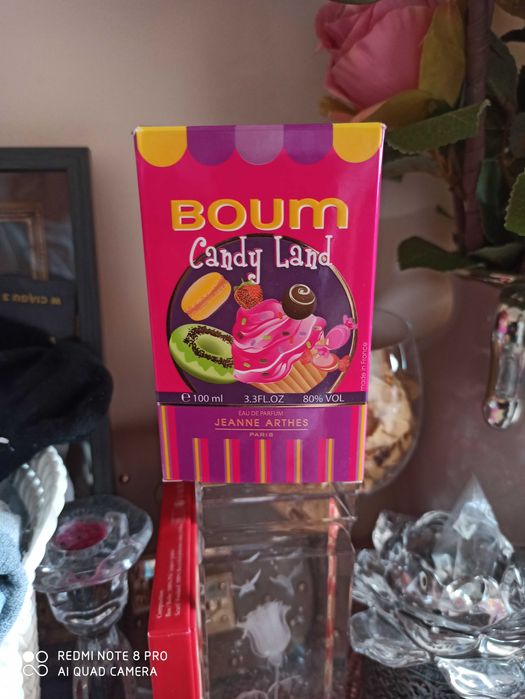 BOUM
Candy Land
made in France
℮ 100 ml 3.3FL.OZ 80% VOL
EAU DE PARFUM
JEANNE ARTHES
PARIS
REDMI NOTE 8 PRO
AI QUAD CAMERA